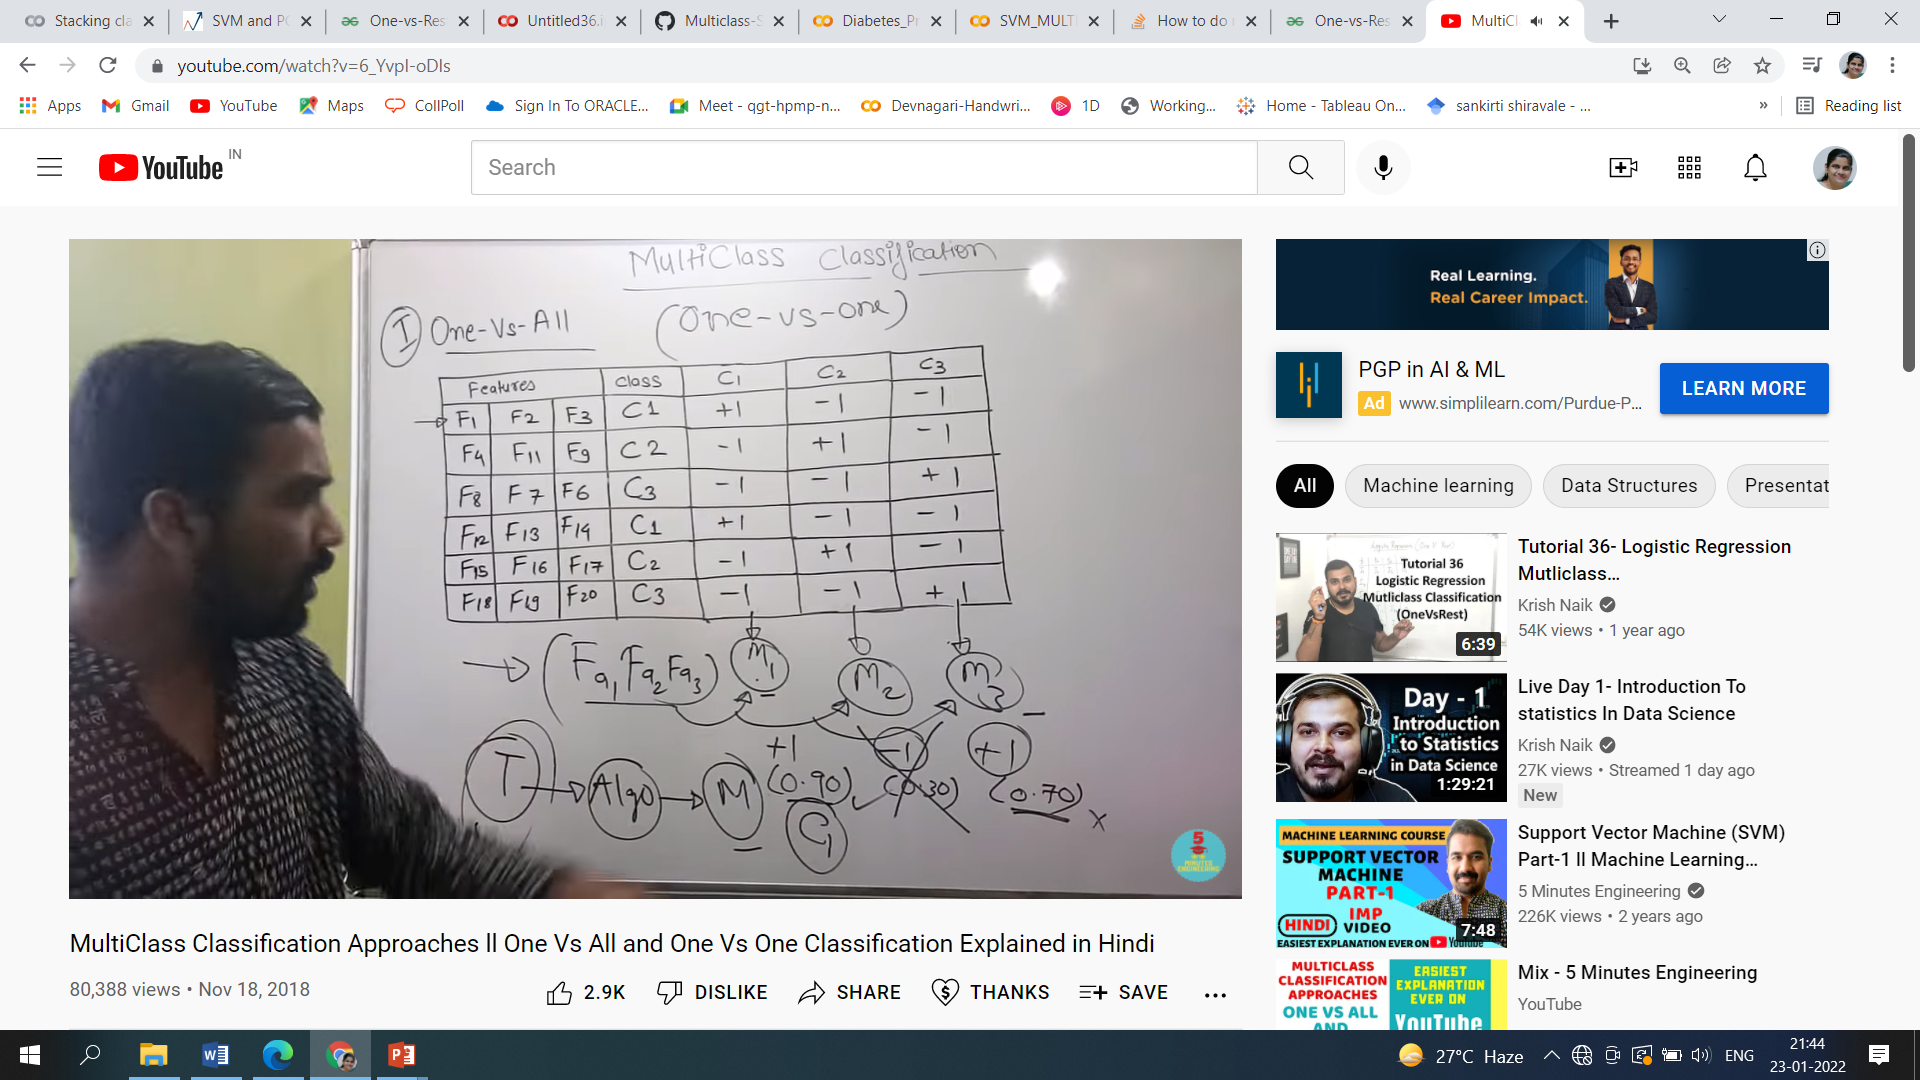 Stacking cla
SVM and PC
One-vs-Res
Untitled36.i
Multiclass-S
Diabetes_Pr
SVM_MULTI
How to do
One-vs-Res
MultiCl
youtube.com/watch?v=6_YvpI-oDIs
Apps
Gmail
YouTube
Maps
CollPoll
Sign In To ORACLE...
Meet - qgt-hpmp-n...
Devnagari-Handwri...
1D
Working...
Home - Tableau On...
sankirti shiravale - ...
»
Reading list
YouTube IN
Search
MultiClass Classification
I One-Vs-All (One-vs-one)
Features Class C1 C2 C3
F1 F2 F3 C1 +1 -1 -1
F4 F11 F9 C2 -1 +1 -1
F8 F7 F6 C3 -1 -1 +1
F12 F13 F14 C1 +1 -1 -1
F15 F16 F17 C2 -1 +1 -1
F18 F19 F20 C3 -1 -1 +1
(Fa1 Fa2 Fa3) M1 M2 M3
+1 -1 +1
T Algo M (0.90) (0.30) (0.70) x
C1
5
MINUTES
ENGINEERING
MultiClass Classification Approaches ll One Vs All and One Vs One Classification Explained in Hindi
80,388 views • Nov 18, 2018
2.9K
DISLIKE
SHARE
THANKS
SAVE
...
Real Learning.
Real Career Impact.
PGP in AI & ML
Ad www.simplilearn.com/Purdue-P...
LEARN MORE
All
Machine learning
Data Structures
Presentat
Tutorial 36
Logistic Regression
Mutliclass Classification
(OneVsRest)
6:39
Tutorial 36- Logistic Regression
Mutliclass...
Krish Naik
54K views • 1 year ago
Day - 1
Introduction
to Statistics
in Data Science
1:29:21
Live Day 1- Introduction To
statistics In Data Science
Krish Naik
27K views • Streamed 1 day ago
New
MACHINE LEARNING COURSE
SUPPORT VECTOR
MACHINE
PART-1
HINDI IMP
VIDEO
EASIEST EXPLANATION EVER ON YouTube
7:48
Support Vector Machine (SVM)
Part-1 ll Machine Learning...
5 Minutes Engineering
226K views • 2 years ago
MULTICLASS
CLASSIFICATION
APPROACHES
ONE VS ALL
AND
EASIEST
EXPLANATION
EVER ON
YouTube
Mix - 5 Minutes Engineering
YouTube
27°C Haze
ENG
21:44
23-01-2022